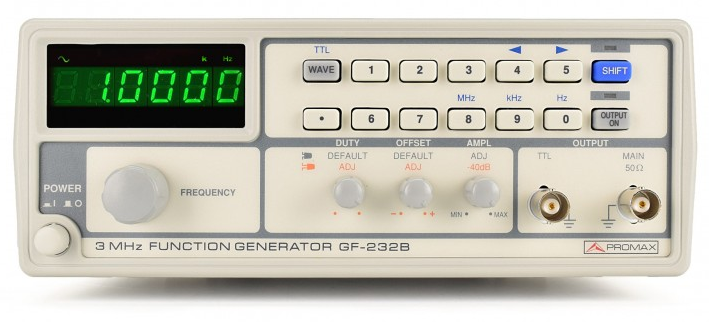 k Hz
1.0000
TTL
WAVE 1 2 3 4 5 SHIFT
MHz kHz Hz
• 6 7 8 9 0 OUTPUT ON
DUTY OFFSET AMPL OUTPUT
DEFAULT DEFAULT ADJ TTL MAIN
ADJ ADJ -40dB 50Ω
POWER
I O
FREQUENCY
- +
MIN MAX
3 MHz FUNCTION GENERATOR GF-232B
PROMAX